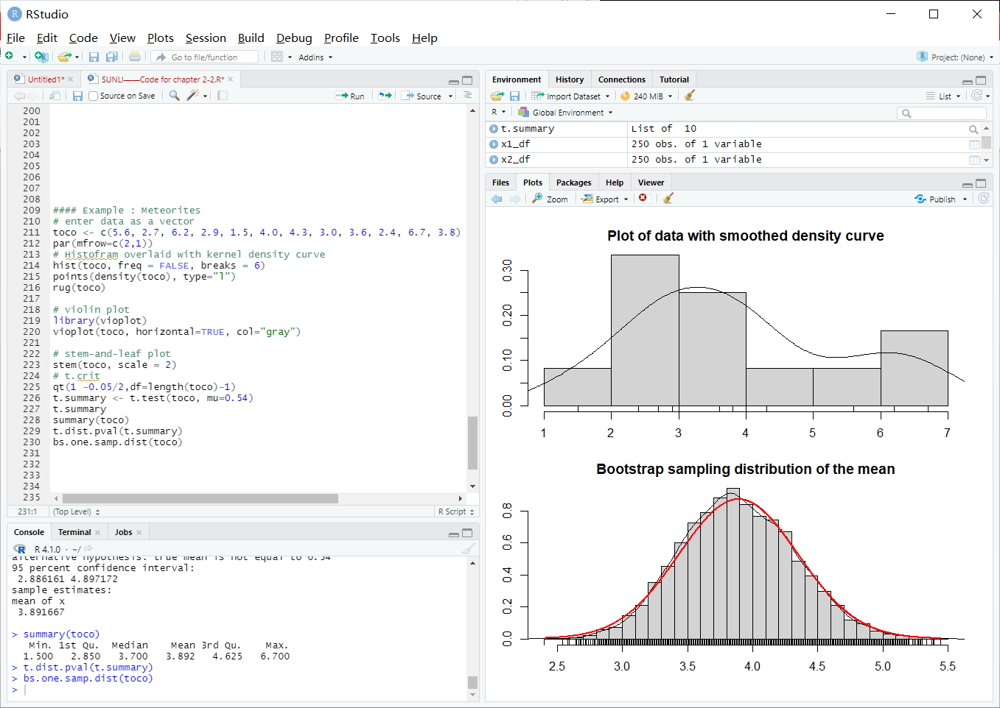 RStudio
File Edit Code View Plots Session Build Debug Profile Tools Help
Go to file/function Addins Project: (None)
Untitled1* SUNLI——Code for chapter 2-2.R*
Source on Save Run Source
200
201
202
203
204
205
206
207
208
209 #### Example : Meteorites
210 # enter data as a vector
211 toco <- c(5.6, 2.7, 6.2, 2.9, 1.5, 4.0, 4.3, 3.0, 3.6, 2.4, 6.7, 3.8)
212 par(mfrow=c(2,1))
213 # Histofram overlaid with kernel density curve
214 hist(toco, freq = FALSE, breaks = 6)
215 points(density(toco), type="l")
216 rug(toco)
217
218 # violin plot
219 library(vioplot)
220 vioplot(toco, horizontal=TRUE, col="gray")
221
222 # stem-and-leaf plot
223 stem(toco, scale = 2)
224 # t.crit
225 qt(1 -0.05/2,df=length(toco)-1)
226 t.summary <- t.test(toco, mu=0.54)
227 t.summary
228 summary(toco)
229 t.dist.pval(t.summary)
230 bs.one.samp.dist(toco)
231
232
233
234
235
231:1 (Top Level) R Script
Console Terminal Jobs
R R 4.1.0 · ~/
alternative hypothesis: true mean is not equal to 0.54
95 percent confidence interval:
2.886161 4.897172
sample estimates:
mean of x
3.891667
> summary(toco)
Min. 1st Qu. Median Mean 3rd Qu. Max.
1.500 2.850 3.700 3.892 4.625 6.700
> t.dist.pval(t.summary)
> bs.one.samp.dist(toco)
>
Environment History Connections Tutorial
Import Dataset 240 MiB List
R Global Environment
t.summary List of 10
x1_df 250 obs. of 1 variable
x2_df 250 obs. of 1 variable
Files Plots Packages Help Viewer
Zoom Export Publish
Plot of data with smoothed density curve
0.30
0.20
0.10
0.00
1 2 3 4 5 6 7
Bootstrap sampling distribution of the mean
0.8
0.6
0.4
0.2
0.0
2.5 3.0 3.5 4.0 4.5 5.0 5.5